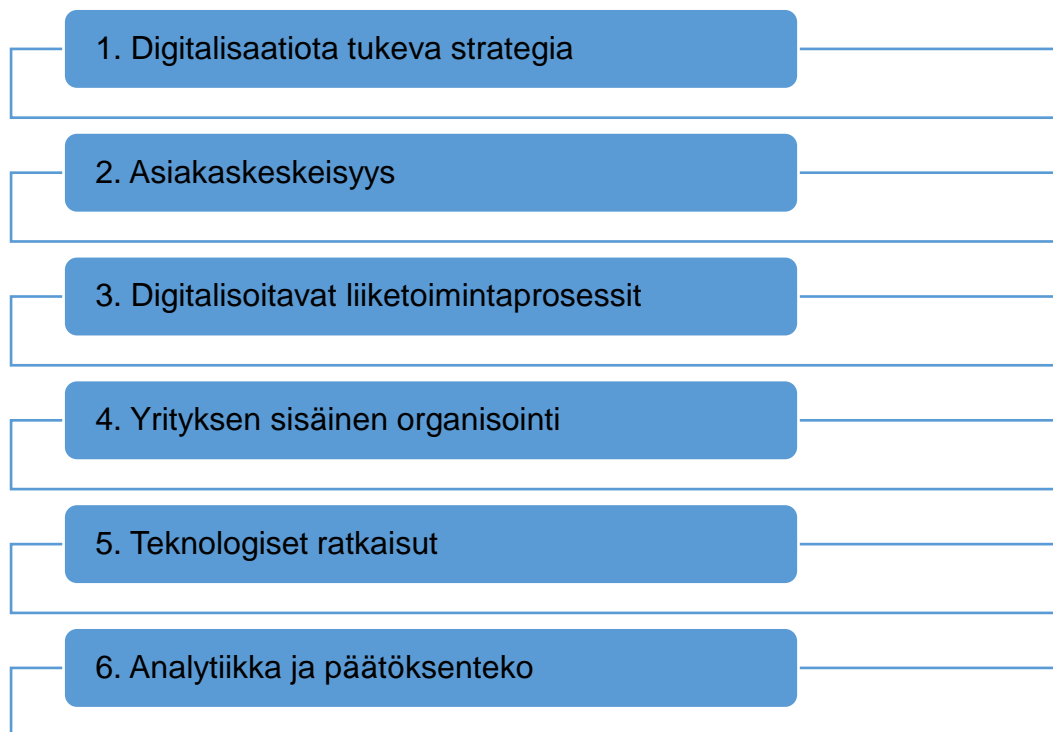 1. Digitalisaatiota tukeva strategia
2. Asiakaskeskeisyys
3. Digitalisoitavat liiketoimintaprosessit
4. Yrityksen sisäinen organisointi
5. Teknologiset ratkaisut
6. Analytiikka ja päätöksenteko